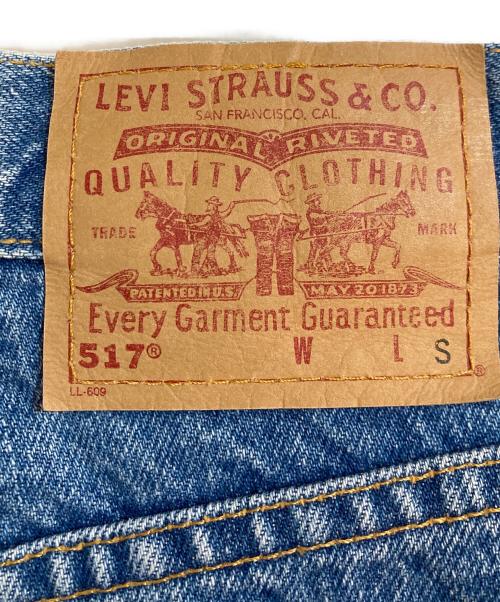 LEVI STRAUSS & CO.
SAN FRANCISCO, CAL.
ORIGINAL RIVETED
QUALITY CLOTHING
TRADE MARK
PATENTED IN U.S. MAY 20 1873
Every Garment Guaranteed
517® W L S
®
LL-609